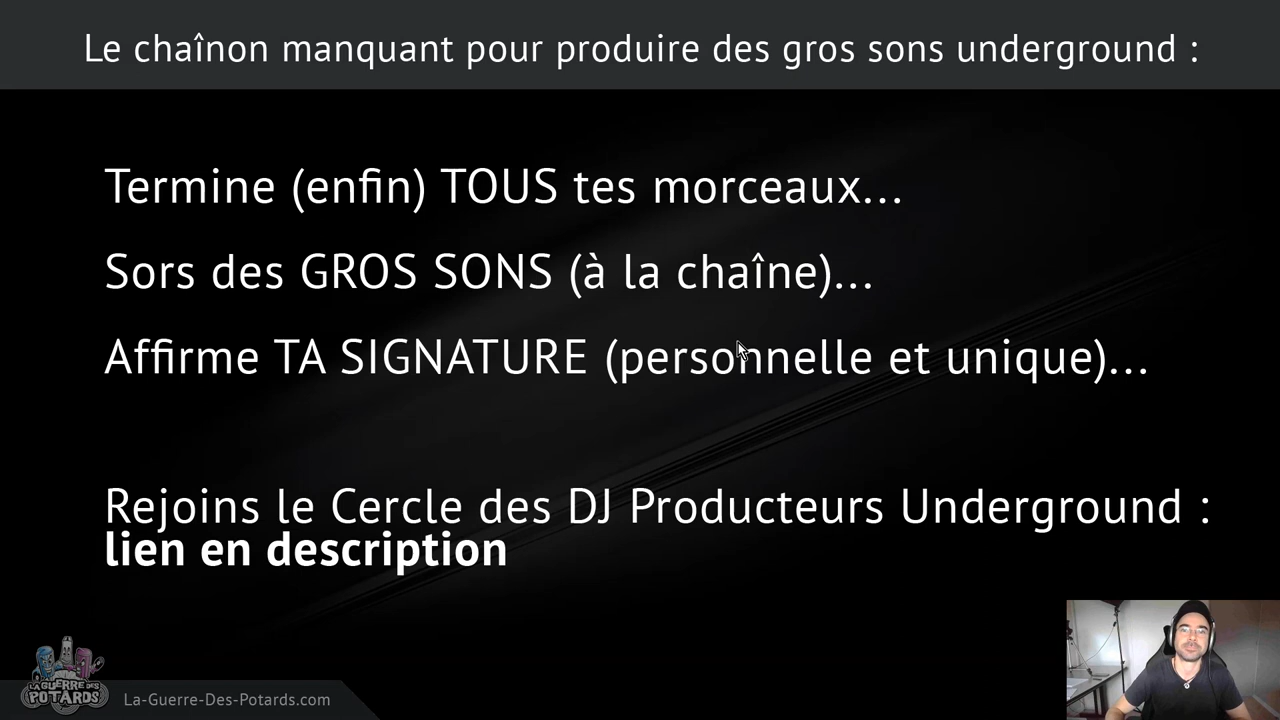 Le chaînon manquant pour produire des gros sons underground :
Termine (enfin) TOUS tes morceaux...
Sors des GROS SONS (à la chaîne)...
Affirme TA SIGNATURE (personnelle et unique)...
Rejoins le Cercle des DJ Producteurs Underground :
lien en description
LA GUERRE DES
POTARDS
La-Guerre-Des-Potards.com